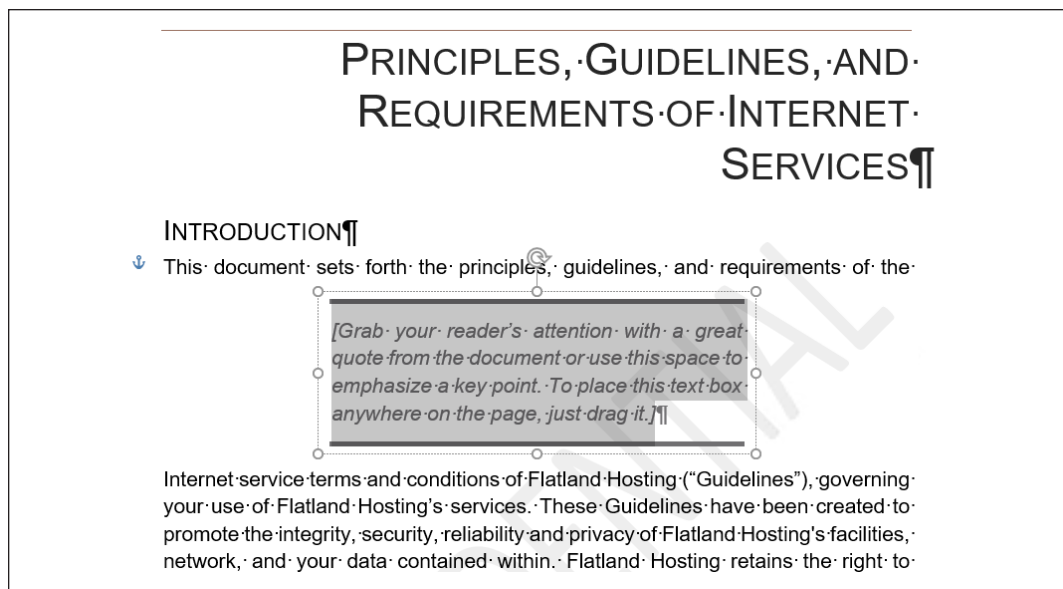 PRINCIPLES, GUIDELINES, AND
REQUIREMENTS OF INTERNET
SERVICES¶
INTRODUCTION¶
This document sets forth the principles, guidelines, and requirements of the
[Grab your reader’s attention with a great
quote from the document or use this space to
emphasize a key point. To place this text box
anywhere on the page, just drag it.]¶
Internet service terms and conditions of Flatland Hosting (“Guidelines”), governing
your use of Flatland Hosting’s services. These Guidelines have been created to
promote the integrity, security, reliability and privacy of Flatland Hosting's facilities,
network, and your data contained within. Flatland Hosting retains the right to
ENTIAL